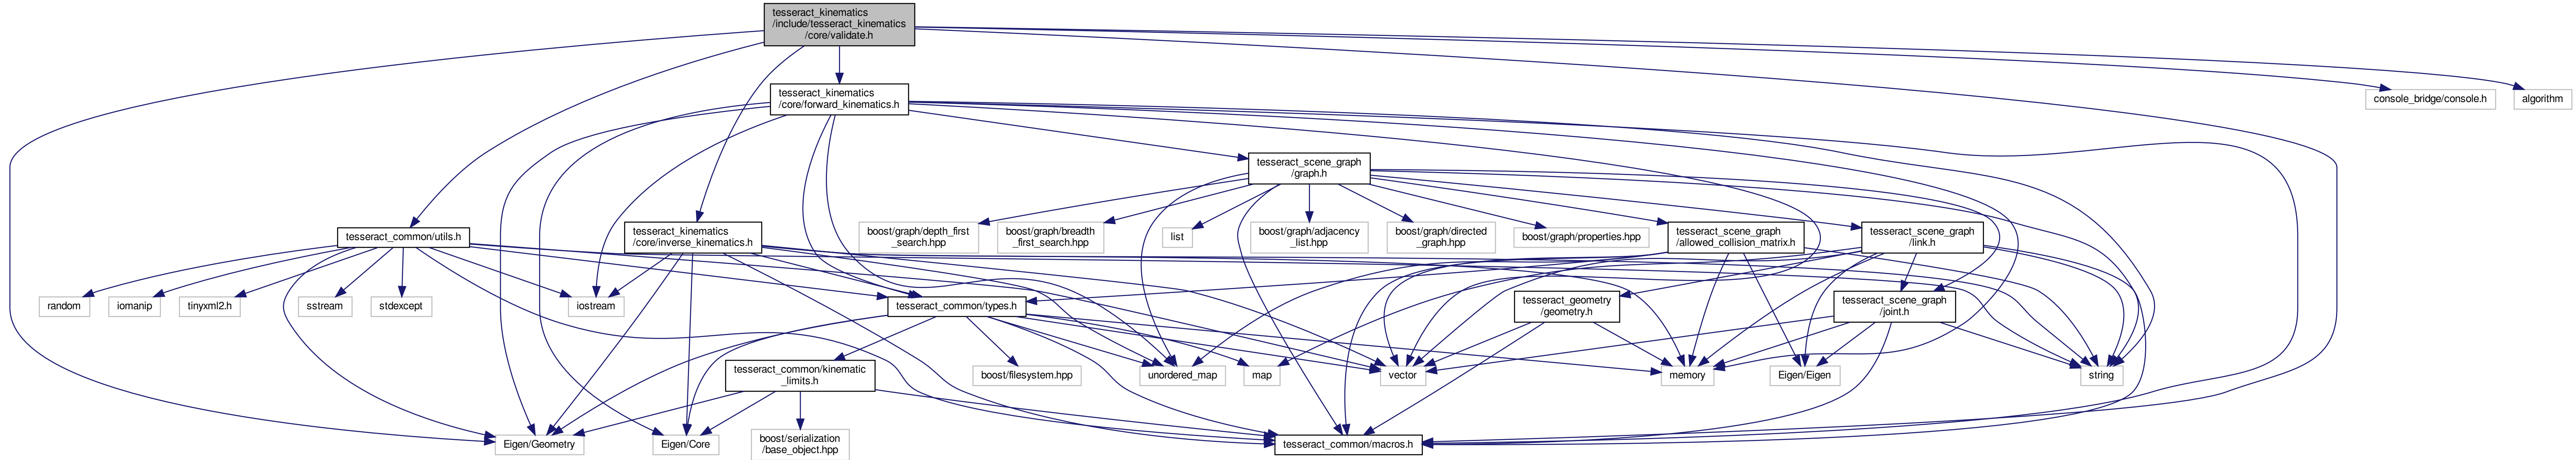 tesseract_kinematics
/include/tesseract_kinematics
/core/validate.h
tesseract_kinematics
/core/forward_kinematics.h
console_bridge/console.h
algorithm
tesseract_scene_graph
/graph.h
tesseract_common/utils.h
tesseract_kinematics
/core/inverse_kinematics.h
boost/graph/depth_first
_search.hpp
boost/graph/breadth
_first_search.hpp
list
boost/graph/adjacency
_list.hpp
boost/graph/directed
_graph.hpp
boost/graph/properties.hpp
tesseract_scene_graph
/allowed_collision_matrix.h
tesseract_scene_graph
/link.h
random
iomanip
tinyxml2.h
sstream
stdexcept
iostream
tesseract_common/types.h
tesseract_geometry
/geometry.h
tesseract_scene_graph
/joint.h
tesseract_common/kinematic
_limits.h
boost/filesystem.hpp
unordered_map
map
vector
memory
Eigen/Eigen
string
Eigen/Geometry
Eigen/Core
boost/serialization
/base_object.hpp
tesseract_common/macros.h